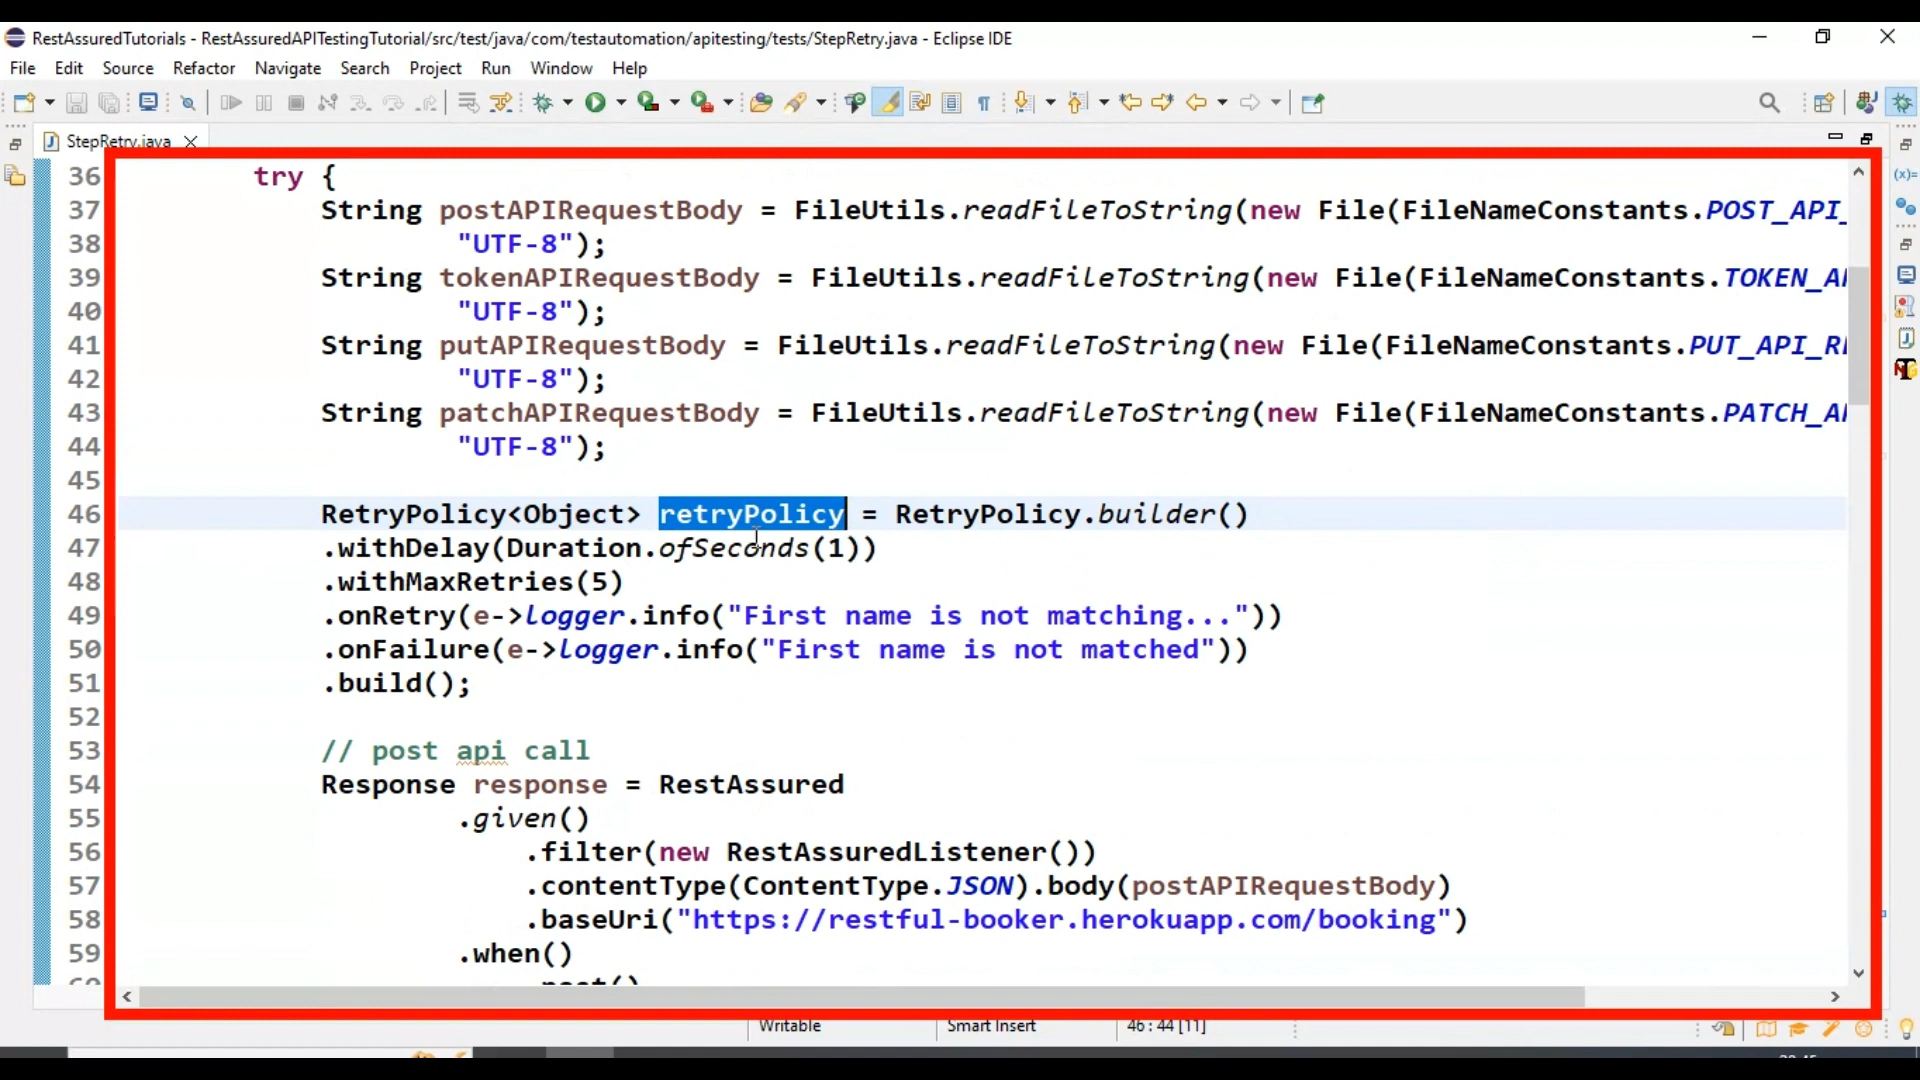 RestAssuredTutorials - RestAssuredAPITestingTutorial/src/test/java/com/testautomation/apitesting/tests/StepRetry.java - Eclipse IDE
File Edit Source Refactor Navigate Search Project Run Window Help
StepRetry.java
36 try {
37 String postAPIRequestBody = FileUtils.readFileToString(new File(FileNameConstants.POST_API_
38 "UTF-8");
39 String tokenAPIRequestBody = FileUtils.readFileToString(new File(FileNameConstants.TOKEN_A
40 "UTF-8");
41 String putAPIRequestBody = FileUtils.readFileToString(new File(FileNameConstants.PUT_API_R
42 "UTF-8");
43 String patchAPIRequestBody = FileUtils.readFileToString(new File(FileNameConstants.PATCH_A
44 "UTF-8");
45
46 RetryPolicy<Object> retryPolicy = RetryPolicy.builder()
47 .withDelay(Duration.ofSeconds(1))
48 .withMaxRetries(5)
49 .onRetry(e->logger.info("First name is not matching..."))
50 .onFailure(e->logger.info("First name is not matched"))
51 .build();
52
53 // post api call
54 Response response = RestAssured
55 .given()
56 .filter(new RestAssuredListener())
57 .contentType(ContentType.JSON).body(postAPIRequestBody)
58 .baseUri("https://restful-booker.herokuapp.com/booking")
59 .when()
Writable Smart Insert 46 : 44 [11]